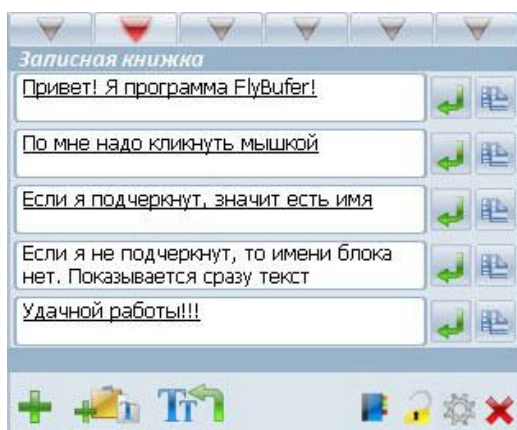 Записная книжка
Привет! Я программа FlyBufer!
По мне надо кликнуть мышкой
Если я подчеркнут, значит есть имя
Если я не подчеркнут, то имени блока
нет. Показывается сразу текст
Удачной работы!!!